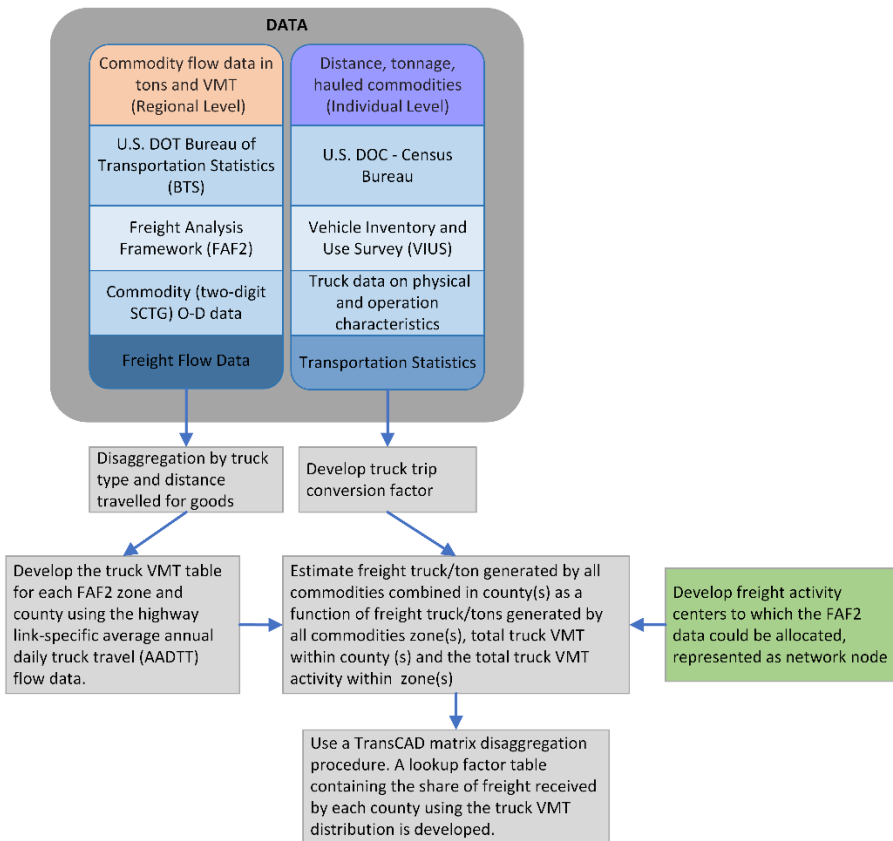 DATA
Commodity flow data in
tons and VMT
(Regional Level)
U.S. DOT Bureau of
Transportation Statistics
(BTS)
Freight Analysis
Framework (FAF2)
Commodity (two-digit
SCTG) O-D data
Freight Flow Data
Distance, tonnage,
hauled commodities
(Individual Level)
U.S. DOC - Census
Bureau
Vehicle Inventory and
Use Survey (VIUS)
Truck data on physical
and operation
characteristics
Transportation Statistics
Disaggregation by truck
type and distance
travelled for goods
Develop truck trip
conversion factor
Develop the truck VMT table
for each FAF2 zone and
county using the highway
link-specific average annual
daily truck travel (AADTT)
flow data.
Estimate freight truck/ton generated by all
commodities combined in county(s) as a
function of freight truck/tons generated by
all commodities zone(s), total truck VMT
within county (s) and the total truck VMT
activity within zone(s)
Develop freight activity
centers to which the FAF2
data could be allocated,
represented as network node
Use a TransCAD matrix disaggregation
procedure. A lookup factor table
containing the share of freight received
by each county using the truck VMT
distribution is developed.